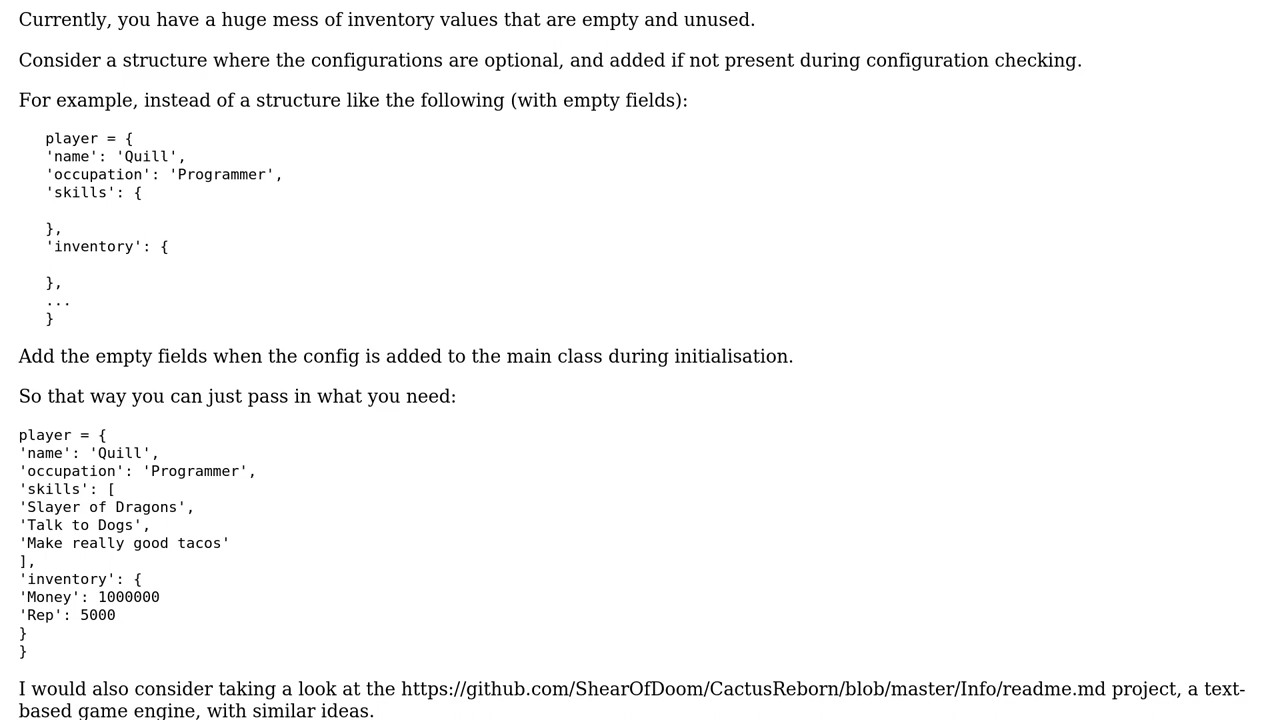 Currently, you have a huge mess of inventory values that are empty and unused.
Consider a structure where the configurations are optional, and added if not present during configuration checking.
For example, instead of a structure like the following (with empty fields):
player = {
'name': 'Quill',
'occupation': 'Programmer',
'skills': {
},
'inventory': {
},
...
}
Add the empty fields when the config is added to the main class during initialisation.
So that way you can just pass in what you need:
player = {
'name': 'Quill',
'occupation': 'Programmer',
'skills': [
'Slayer of Dragons',
'Talk to Dogs',
'Make really good tacos'
],
'inventory': {
'Money': 1000000
'Rep': 5000
}
}
I would also consider taking a look at the https://github.com/ShearOfDoom/CactusReborn/blob/master/Info/readme.md project, a text-
based game engine, with similar ideas.